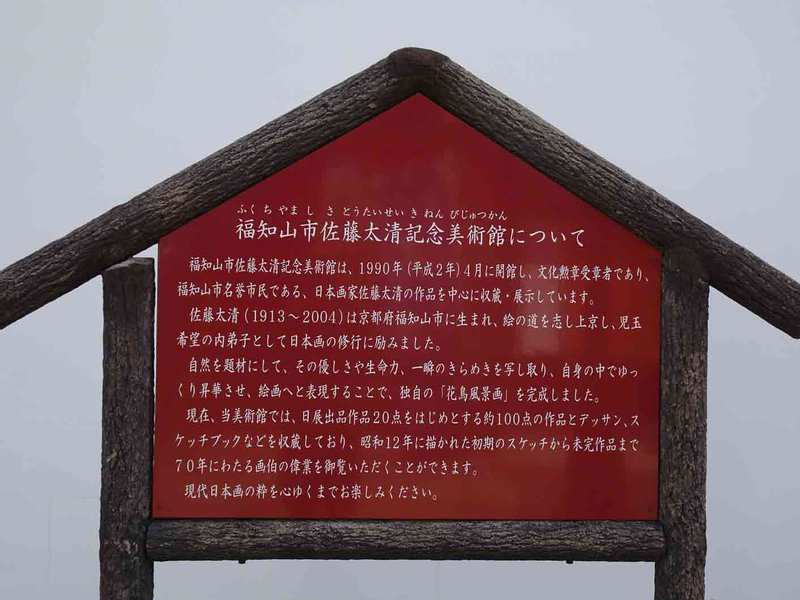 ふくちやましさとうたいせいきねんびじゅつかん
福知山市佐藤太清記念美術館について
福知山市佐藤太清記念美術館は、1990年(平成2年)4月に開館し、文化勲章受章者であり、
福知山市名誉市民である、日本画家佐藤太清の作品を中心に収蔵・展示しています。
佐藤太清(1913～2004)は京都府福知山市に生まれ、絵の道を志し上京し、児玉
希望の内弟子として日本画の修行に励みました。
自然を題材にして、その優しさや生命力、一瞬のきらめきを写し取り、自身の中でゆっ
くり昇華させ、絵画へと表現することで、独自の「花鳥風景画」を完成しました。
現在、当美術館では、日展出品作品20点をはじめとする約100点の作品とデッサン、ス
ケッチブックなどを収蔵しており、昭和12年に描かれた初期のスケッチから未完作品まで
70年にわたる画伯の偉業を御覧いただくことができます。
現代日本画の粋を心ゆくまでお楽しみください。